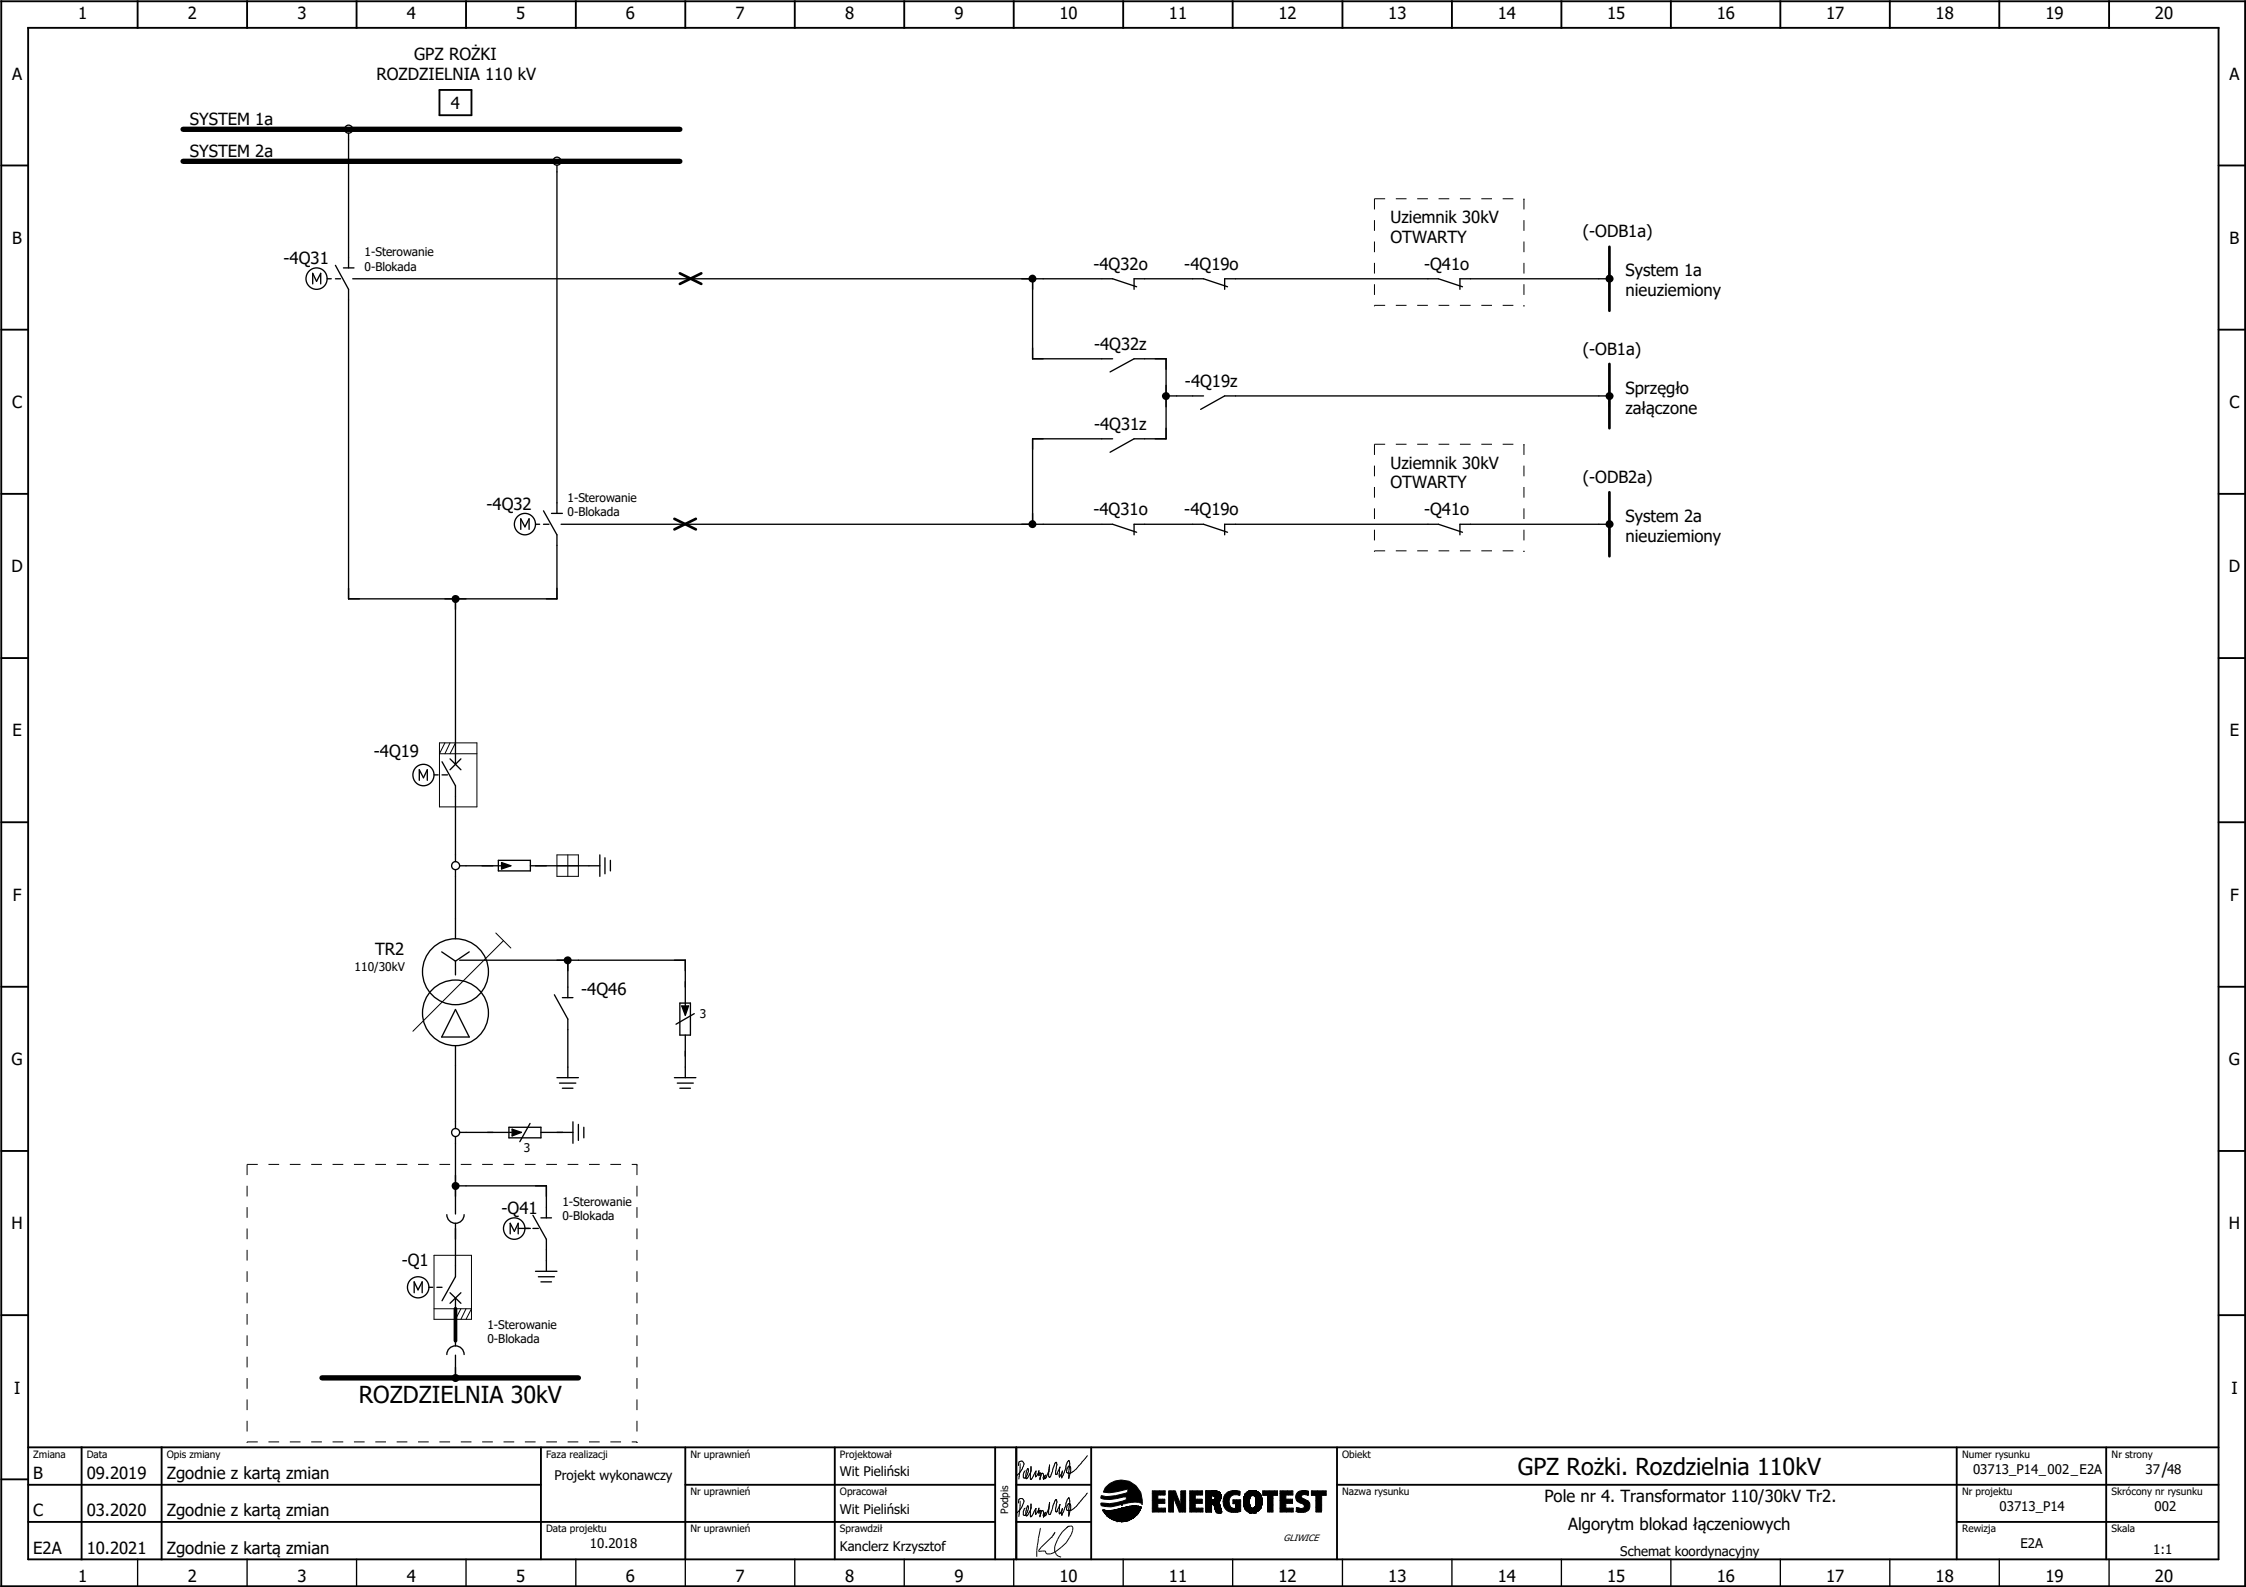 1 2 3 4 5 6 7 8 9 10 11 12 13 14 15 16 17 18 19 20
A A
GPZ ROŻKI
ROZDZIELNIA 110 kV
4
SYSTEM 1a
SYSTEM 2a
B B
-4Q31
M
1-Sterowanie
0-Blokada
-4Q32o -4Q19o
Uziemnik 30kV
OTWARTY
-Q41o
(-ODB1a)
System 1a
nieuziemiony
C C
-4Q32z
-4Q19z
-4Q31z
(-OB1a)
Sprzęgło
załączone
-4Q32
M
1-Sterowanie
0-Blokada
-4Q31o -4Q19o
Uziemnik 30kV
OTWARTY
-Q41o
(-ODB2a)
System 2a
nieuziemiony
D D
E E
-4Q19
M
F F
TR2
110/30kV
-4Q46
3
G G
3
H H
-Q41
M
1-Sterowanie
0-Blokada
-Q1
M
1-Sterowanie
0-Blokada
I I
ROZDZIELNIA 30kV
Zmiana Data Opis zmiany
B 09.2019 Zgodnie z kartą zmian
C 03.2020 Zgodnie z kartą zmian
E2A 10.2021 Zgodnie z kartą zmian
Faza realizacji
Projekt wykonawczy
Data projektu
10.2018
Nr uprawnień
Nr uprawnień
Nr uprawnień
Projektował
Wit Pieliński
Opracował
Wit Pieliński
Sprawdził
Kanclerz Krzysztof
Podpis
ENERGOTEST
GLIWICE
Obiekt
GPZ Rożki. Rozdzielnia 110kV
Nazwa rysunku
Pole nr 4. Transformator 110/30kV Tr2.
Algorytm blokad łączeniowych
Schemat koordynacyjny
Numer rysunku
03713_P14_002_E2A
Nr strony
37/48
Nr projektu
03713_P14
Skrócony nr rysunku
002
Rewizja
E2A
Skala
1:1
1 2 3 4 5 6 7 8 9 10 11 12 13 14 15 16 17 18 19 20